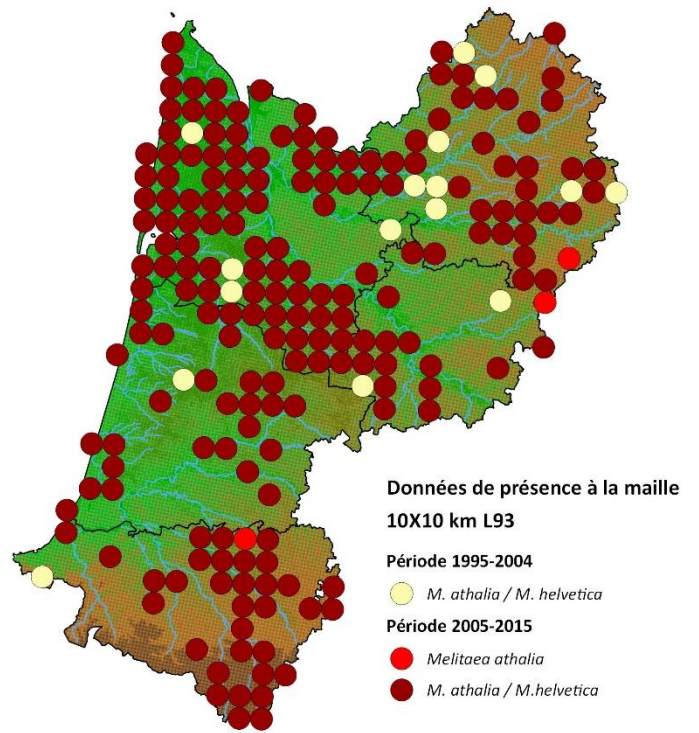 Données de présence à la maille
10X10 km L93
Période 1995-2004
M. athalia / M. helvetica
Période 2005-2015
Melitaea athalia
M. athalia / M.helvetica